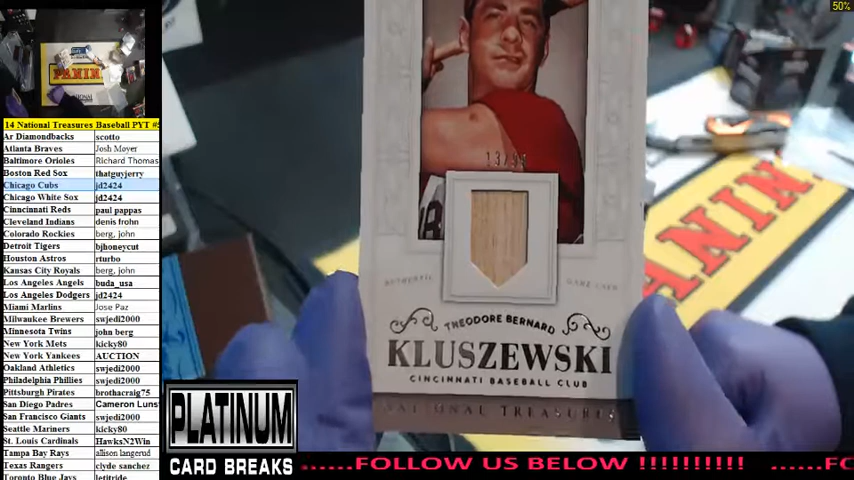 50%
PANINI
14 National Treasures Baseball PYT #
Ar Diamondbacks scotto
Atlanta Braves Josh Moyer
Baltimore Orioles Richard Thomas
Boston Red Sox thatguyjerry
Chicago Cubs jd2424
Chicago White Sox jd2424
Cinncinnati Reds paul pappas
Cleveland Indians denis frohn
Colorado Rockies berg, john
Detroit Tigers bjhoneycut
Houston Astros rturbo
Kansas City Royals berg, john
Los Angeles Angels buda_usa
Los Angeles Dodgers jd2424
Miami Marlins Jose Paz
Milwaukee Brewers swjedi2000
Minnesota Twins john berg
New York Mets kicky80
New York Yankees AUCTION
Oakland Athletics swjedi2000
Philadelphia Phillies swjedi2000
Pittsburgh Pirates brothacraig75
San Diego Padres Cameron Luns
San Francisco Giants swjedi2000
Seattle Mariners kicky80
St. Louis Cardinals HawksN2Win
Tampa Bay Rays allison langerud
Texas Rangers clyde sanchez
Toronto Blue Jays letitride
AUTHENTIC GAME-USED
THEODORE BERNARD
KLUSZEWSKI
CINCINNATI BASEBALL CLUB
NATIONAL TREASURES
PANINI
PLATINUM
CARD BREAKS
......FOLLOW US BELOW !!!!!!!!!! ......FO